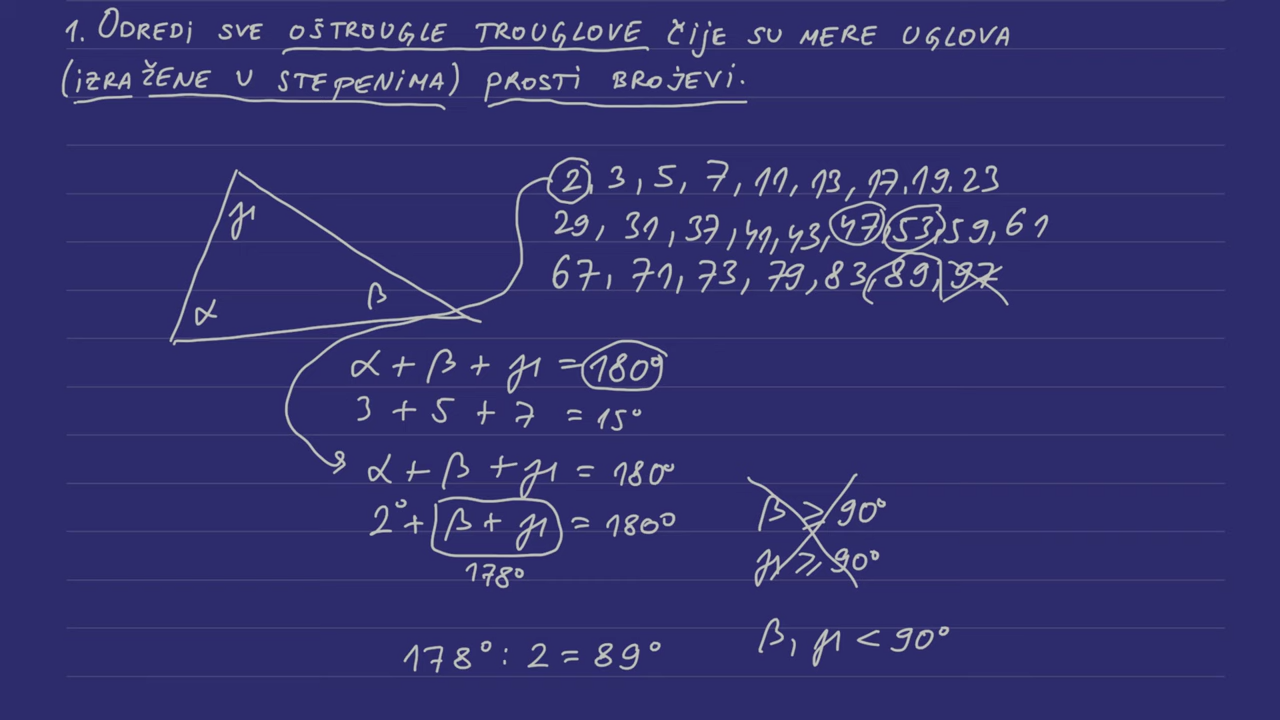 1. ODREDI SVE OŠTROUGLE TROUGLOVE ČIJE SU MERE UGLOVA
(IZRAŽENE U STEPENIMA) PROSTI BROJEVI.
2, 3, 5, 7, 11, 13, 17, 19, 23
γ
29, 31, 37, 41, 43, 47, 53, 59, 61
67, 71, 73, 79, 83, 89, 97
α β
α + β + γ = 180°
3 + 5 + 7 = 15°
α + β + γ = 180°
2° + β + γ = 180°
β ≥ 90°
178°
γ ≥ 90°
178° : 2 = 89°
β, γ < 90°